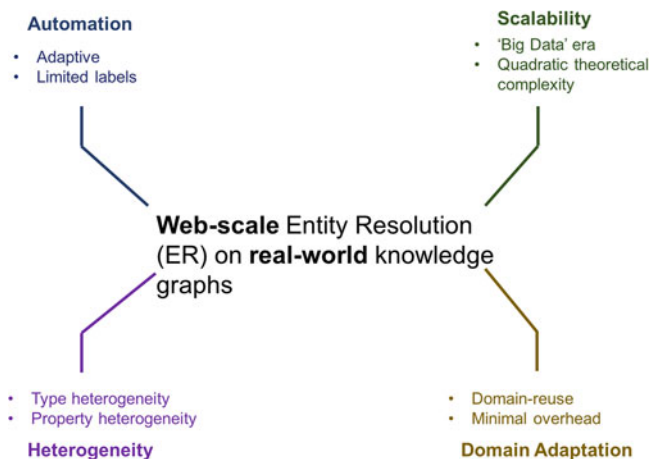 Automation
• Adaptive
• Limited labels
Scalability
• 'Big Data' era
• Quadratic theoretical
complexity
Web-scale Entity Resolution
(ER) on real-world knowledge
graphs
• Type heterogeneity
• Property heterogeneity
Heterogeneity
• Domain-reuse
• Minimal overhead
Domain Adaptation